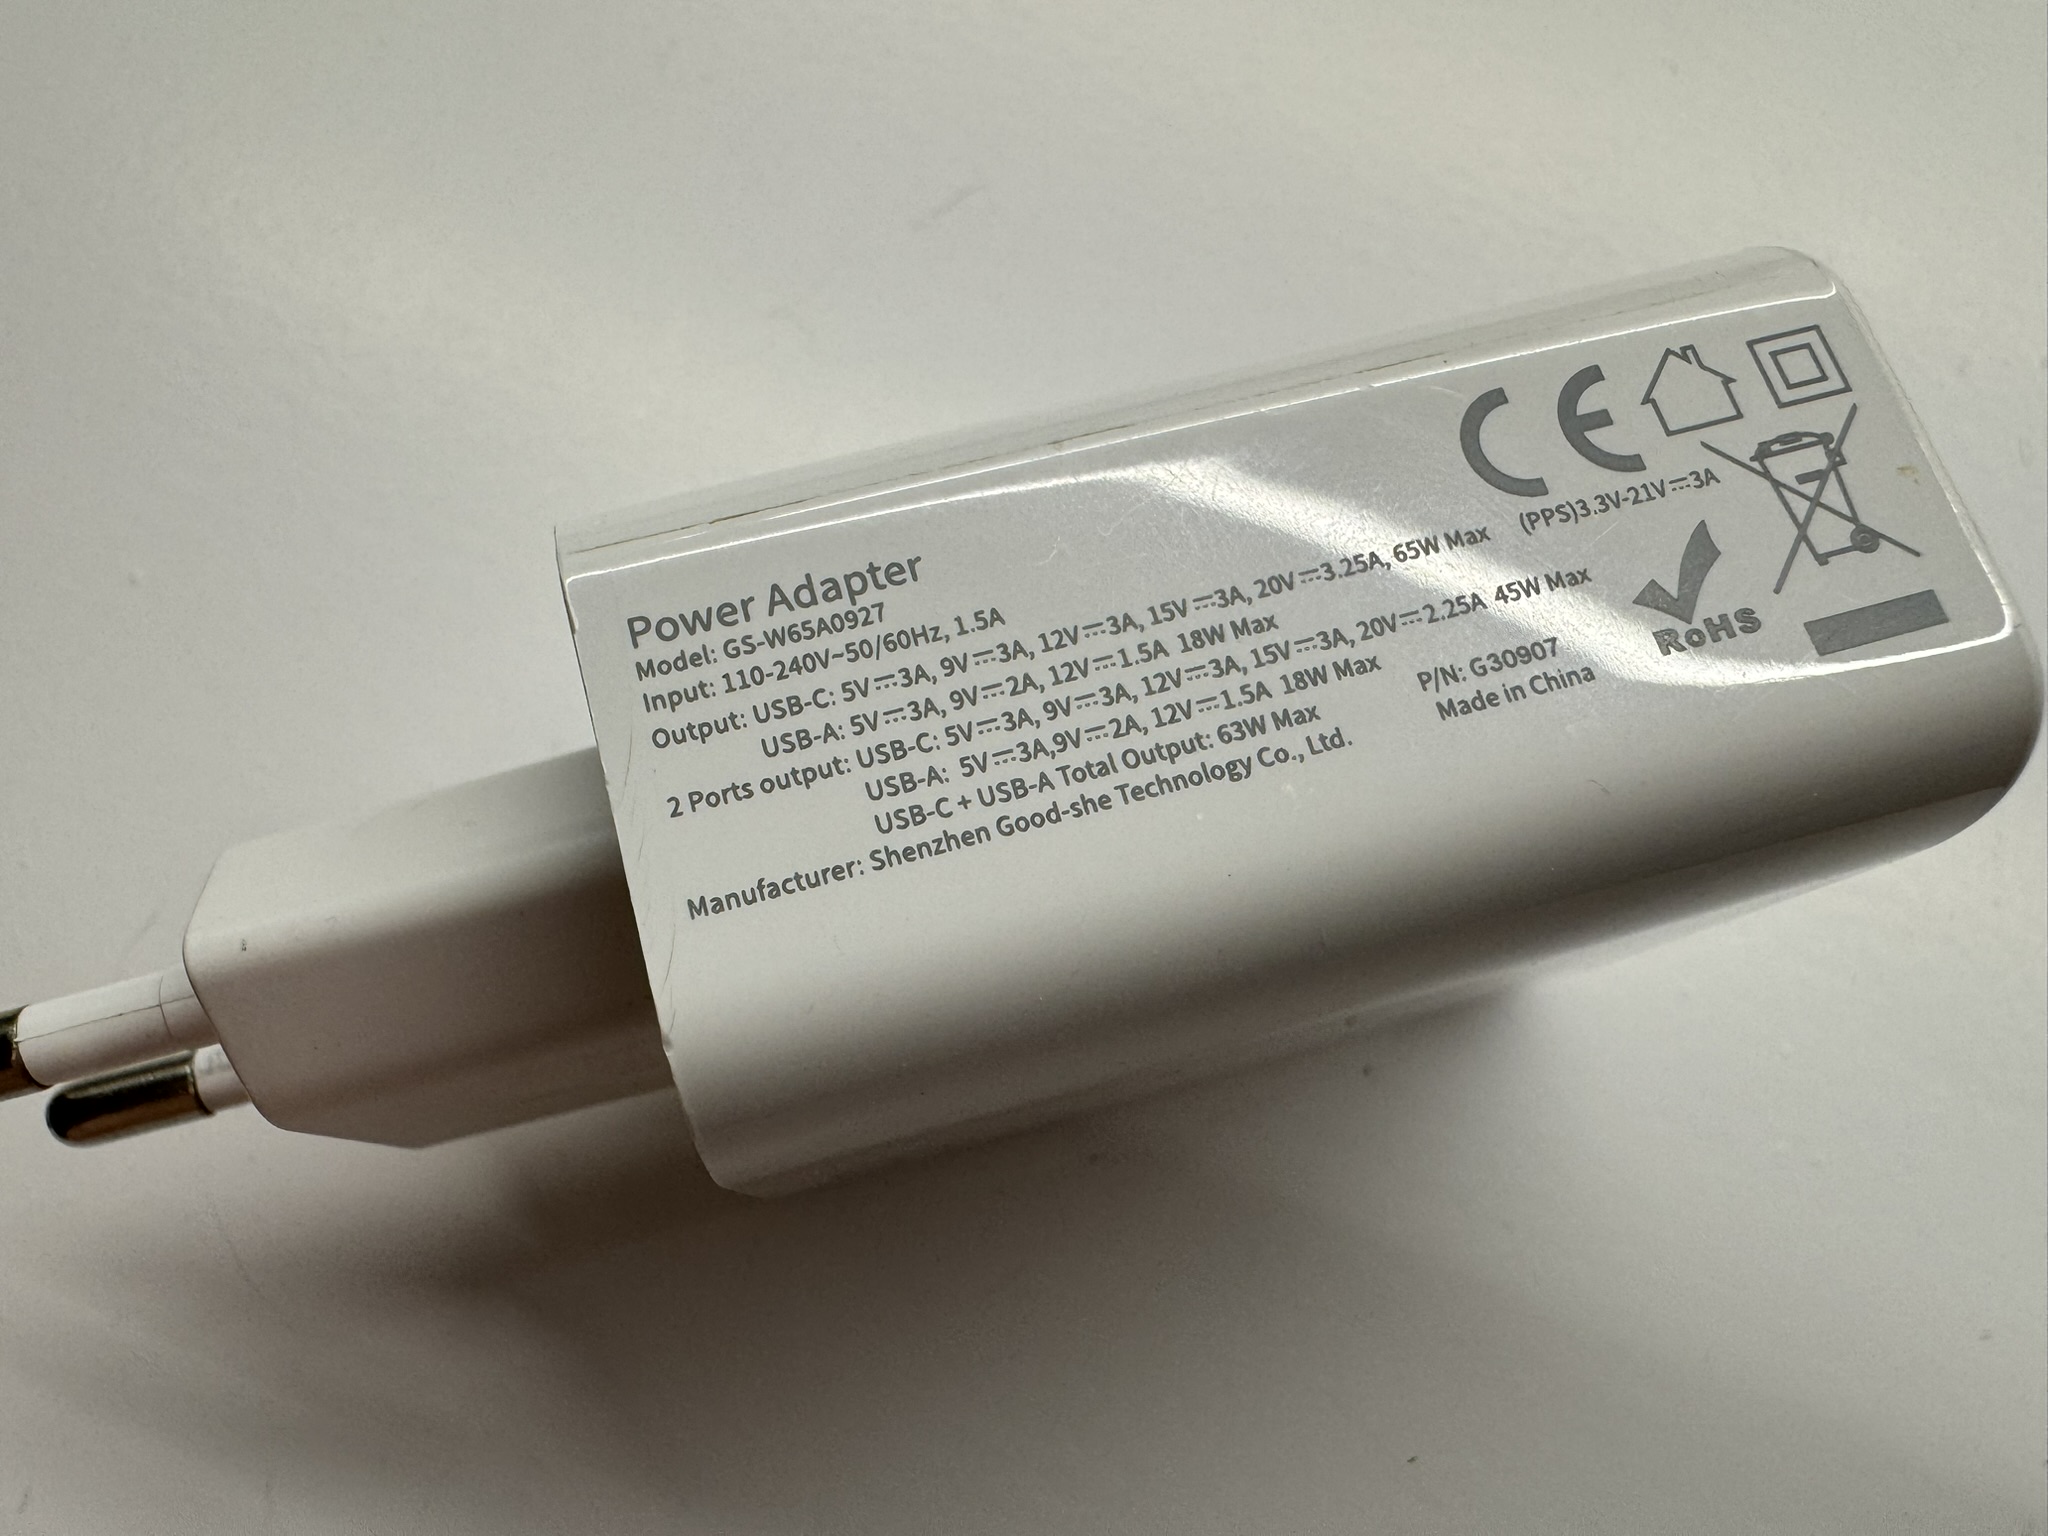 Power Adapter
Model: GS-W65A0927
Input: 110-240V~50/60Hz, 1.5A
Output: USB-C: 5V⎓3A, 9V⎓3A, 12V⎓3A, 15V⎓3A, 20V⎓3.25A, 65W Max (PPS)3.3V-21V⎓3A
USB-A: 5V⎓3A, 9V⎓2A, 12V⎓1.5A 18W Max
2 Ports output: USB-C: 5V⎓3A, 9V⎓3A, 12V⎓3A, 15V⎓3A, 20V⎓2.25A 45W Max
USB-A: 5V⎓3A,9V⎓2A, 12V⎓1.5A 18W Max
USB-C + USB-A Total Output: 63W Max
Manufacturer: Shenzhen Good-she Technology Co., Ltd.
P/N: G30907
Made in China
CE
RoHS